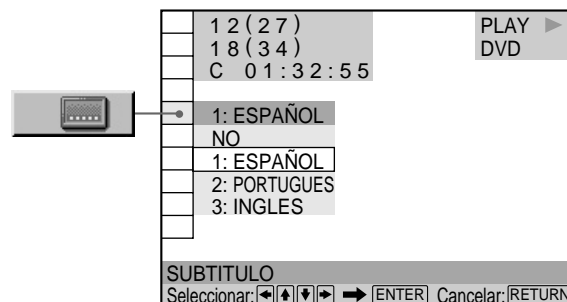 12(27)
PLAY
18(34)
DVD
C 01:32:55
1: ESPAÑOL
NO
1: ESPAÑOL
2: PORTUGUES
3: INGLES
SUBTITULO
Seleccionar: ENTER Cancelar: RETURN